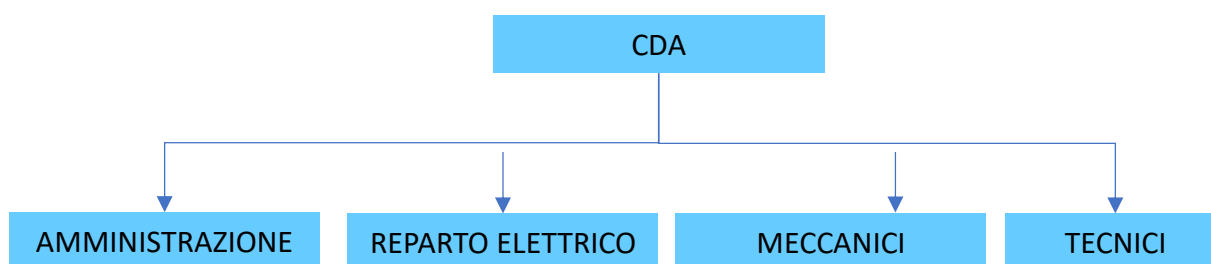 CDA
AMMINISTRAZIONE
REPARTO ELETTRICO
MECCANICI
TECNICI